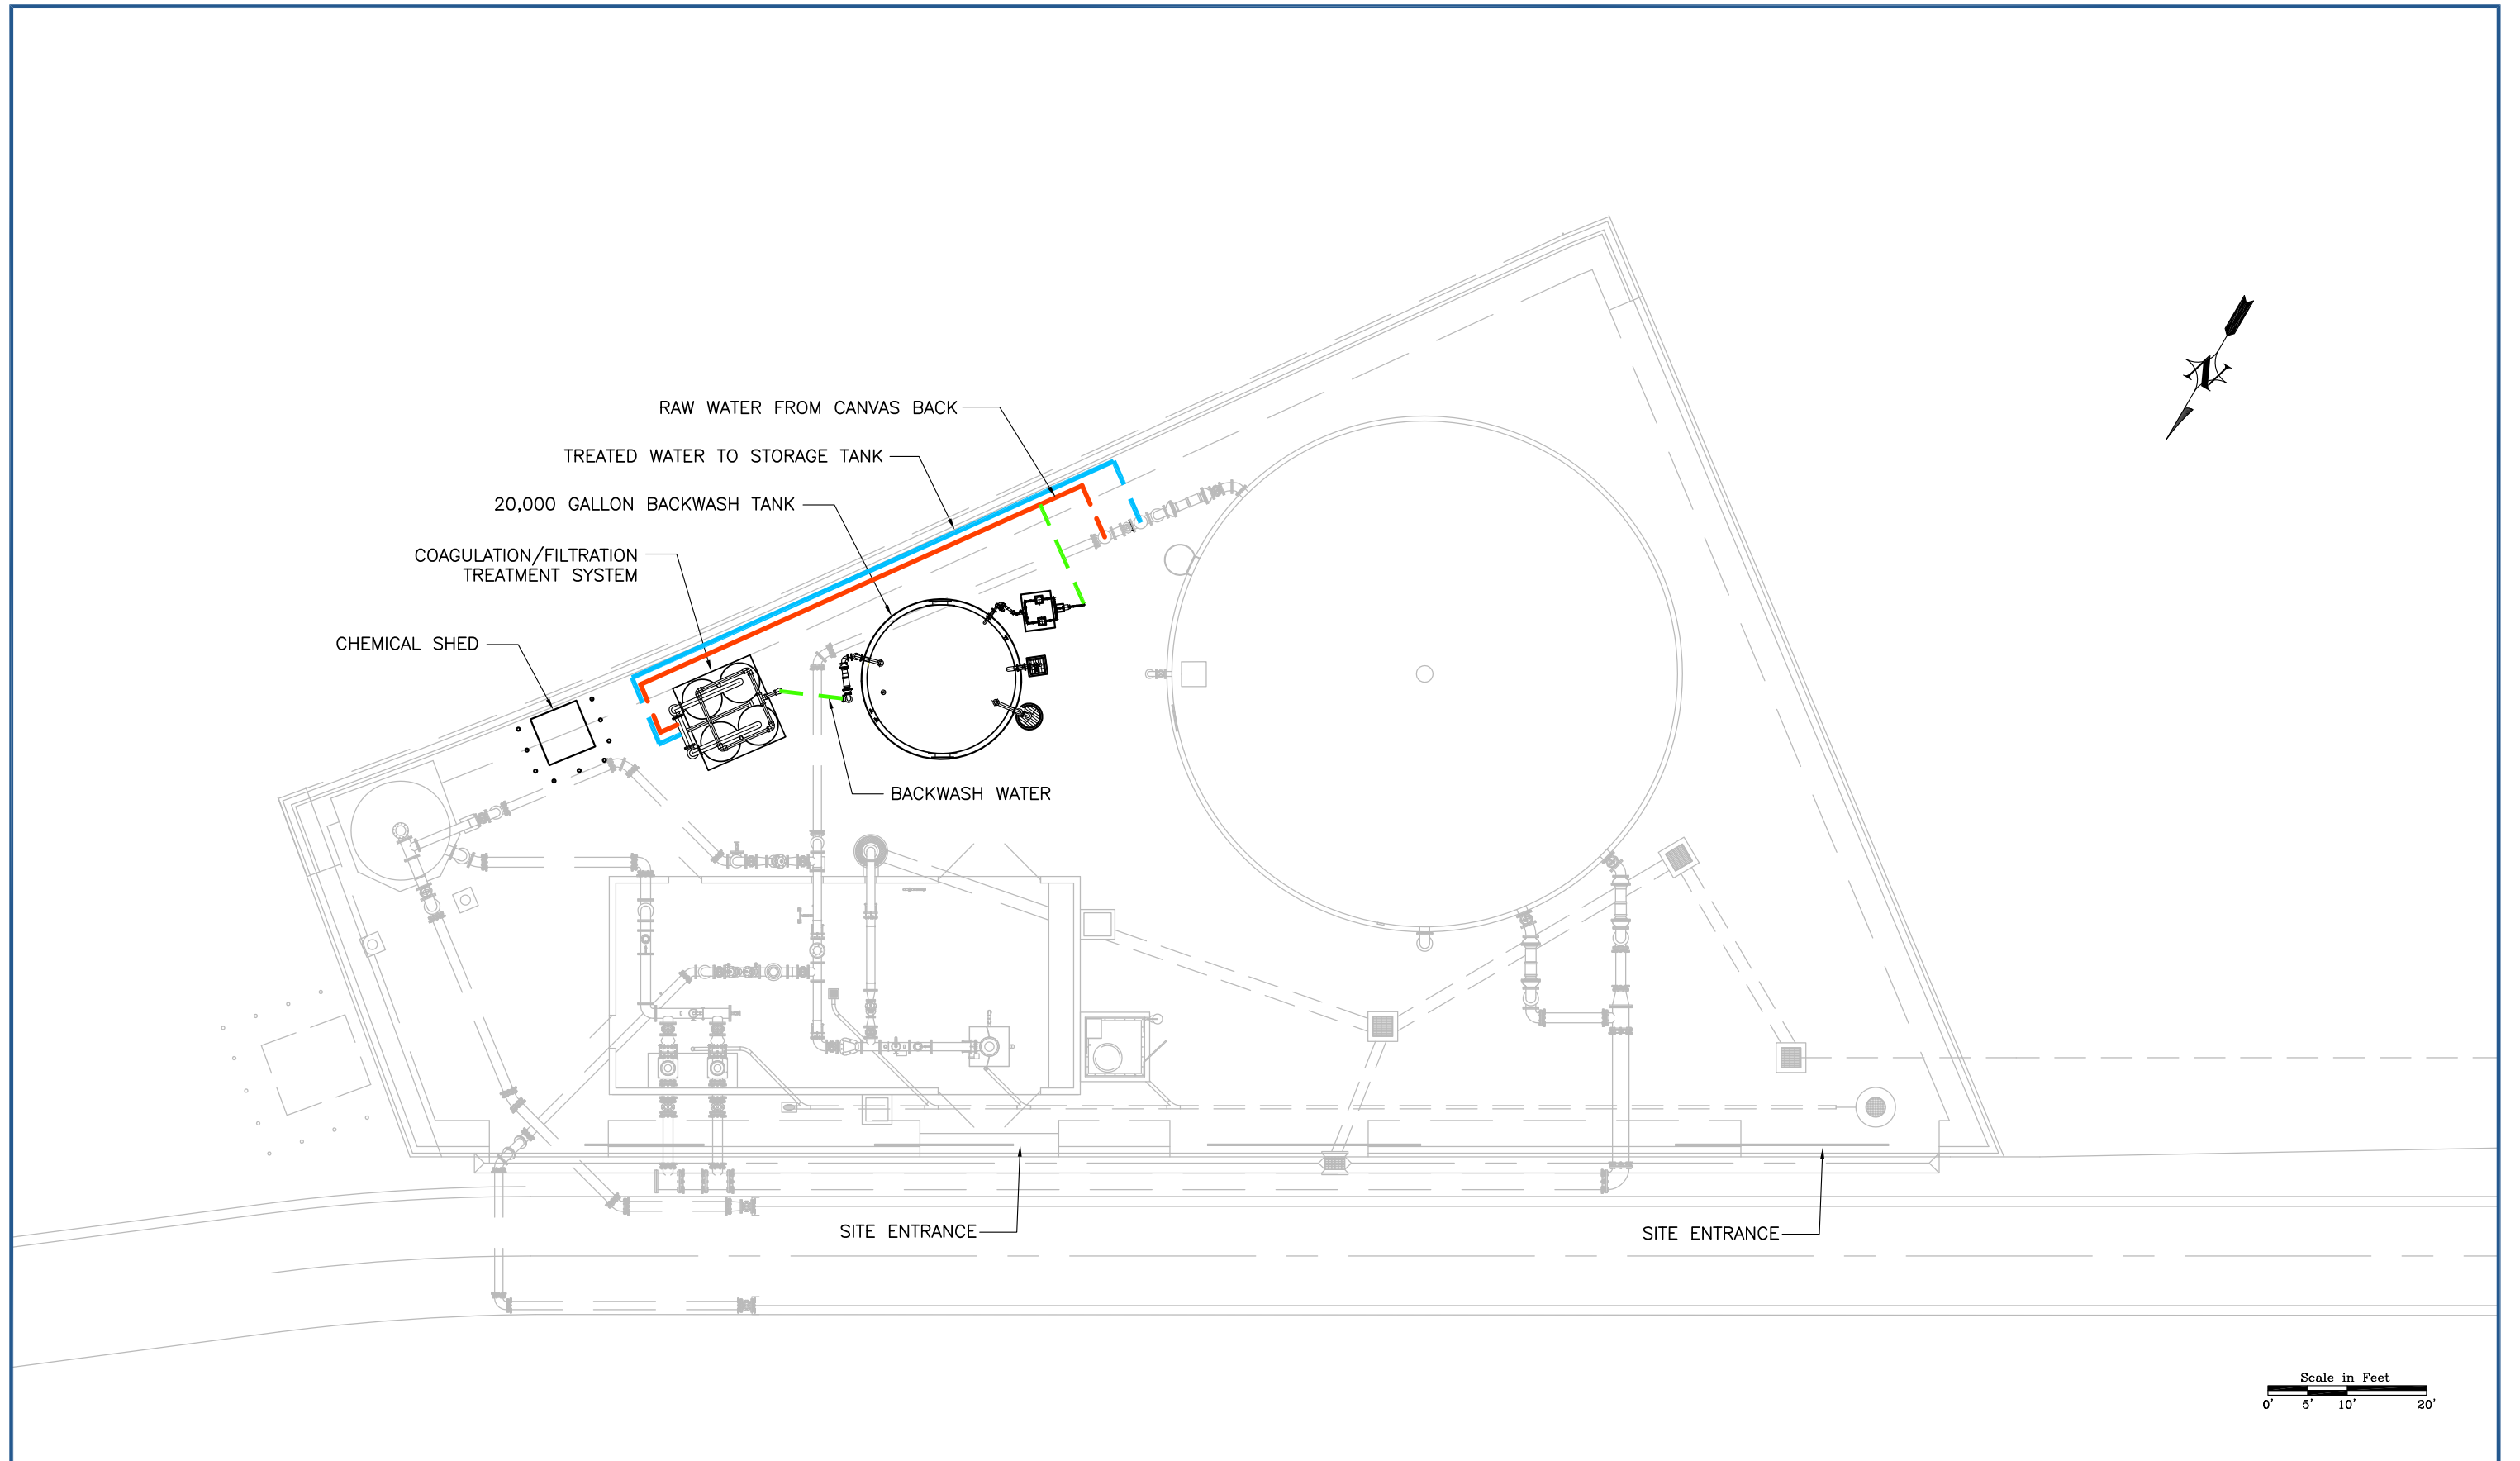 RAW WATER FROM CANVAS BACK
TREATED WATER TO STORAGE TANK
20,000 GALLON BACKWASH TANK
COAGULATION/FILTRATION
TREATMENT SYSTEM
CHEMICAL SHED
BACKWASH WATER
SITE ENTRANCE
SITE ENTRANCE
N
Scale in Feet
0' 5' 10' 20'